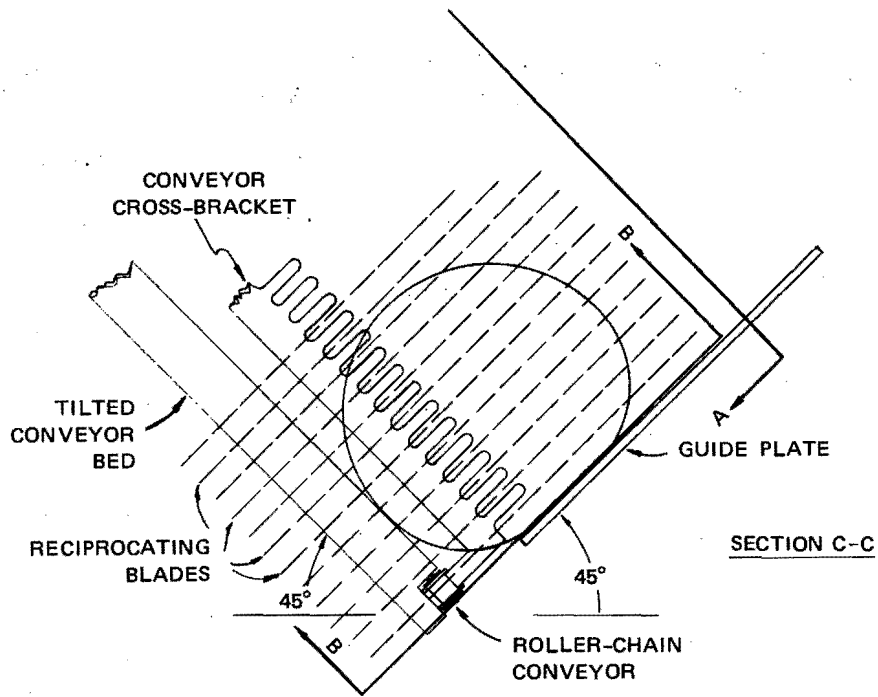 CONVEYOR
CROSS-BRACKET
B
A
TILTED
CONVEYOR
BED
GUIDE PLATE
RECIPROCATING
BLADES
SECTION C-C
45°
45°
B
ROLLER-CHAIN
CONVEYOR